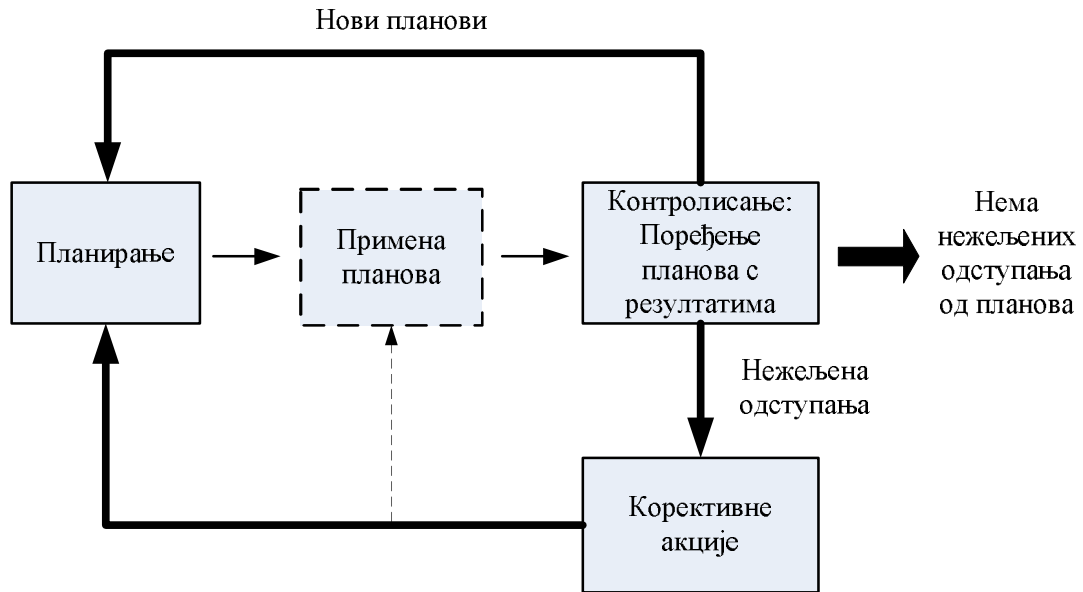 Нови планови
Планирање
Примена
планова
Контролисање:
Поређење
планова с
резултатима
Нема
нежељених
одступања
од планова
Нежељена
одступања
Корективне
акције